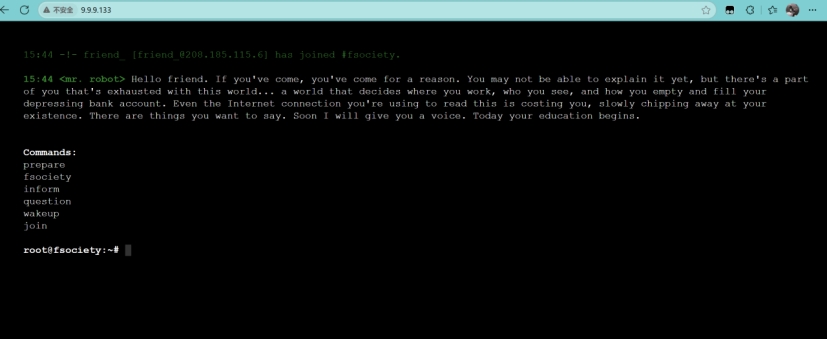 不安全 9.9.9.133
15:44 -!- friend_ [friend_@208.185.115.6] has joined #fsociety.
15:44 <mr. robot> Hello friend. If you've come, you've come for a reason. You may not be able to explain it yet, but there's a part
of you that's exhausted with this world... a world that decides where you work, who you see, and how you empty and fill your
depressing bank account. Even the Internet connection you're using to read this is costing you, slowly chipping away at your
existence. There are things you want to say. Soon I will give you a voice. Today your education begins.
Commands:
prepare
fsociety
inform
question
wakeup
join
root@fsociety:~#